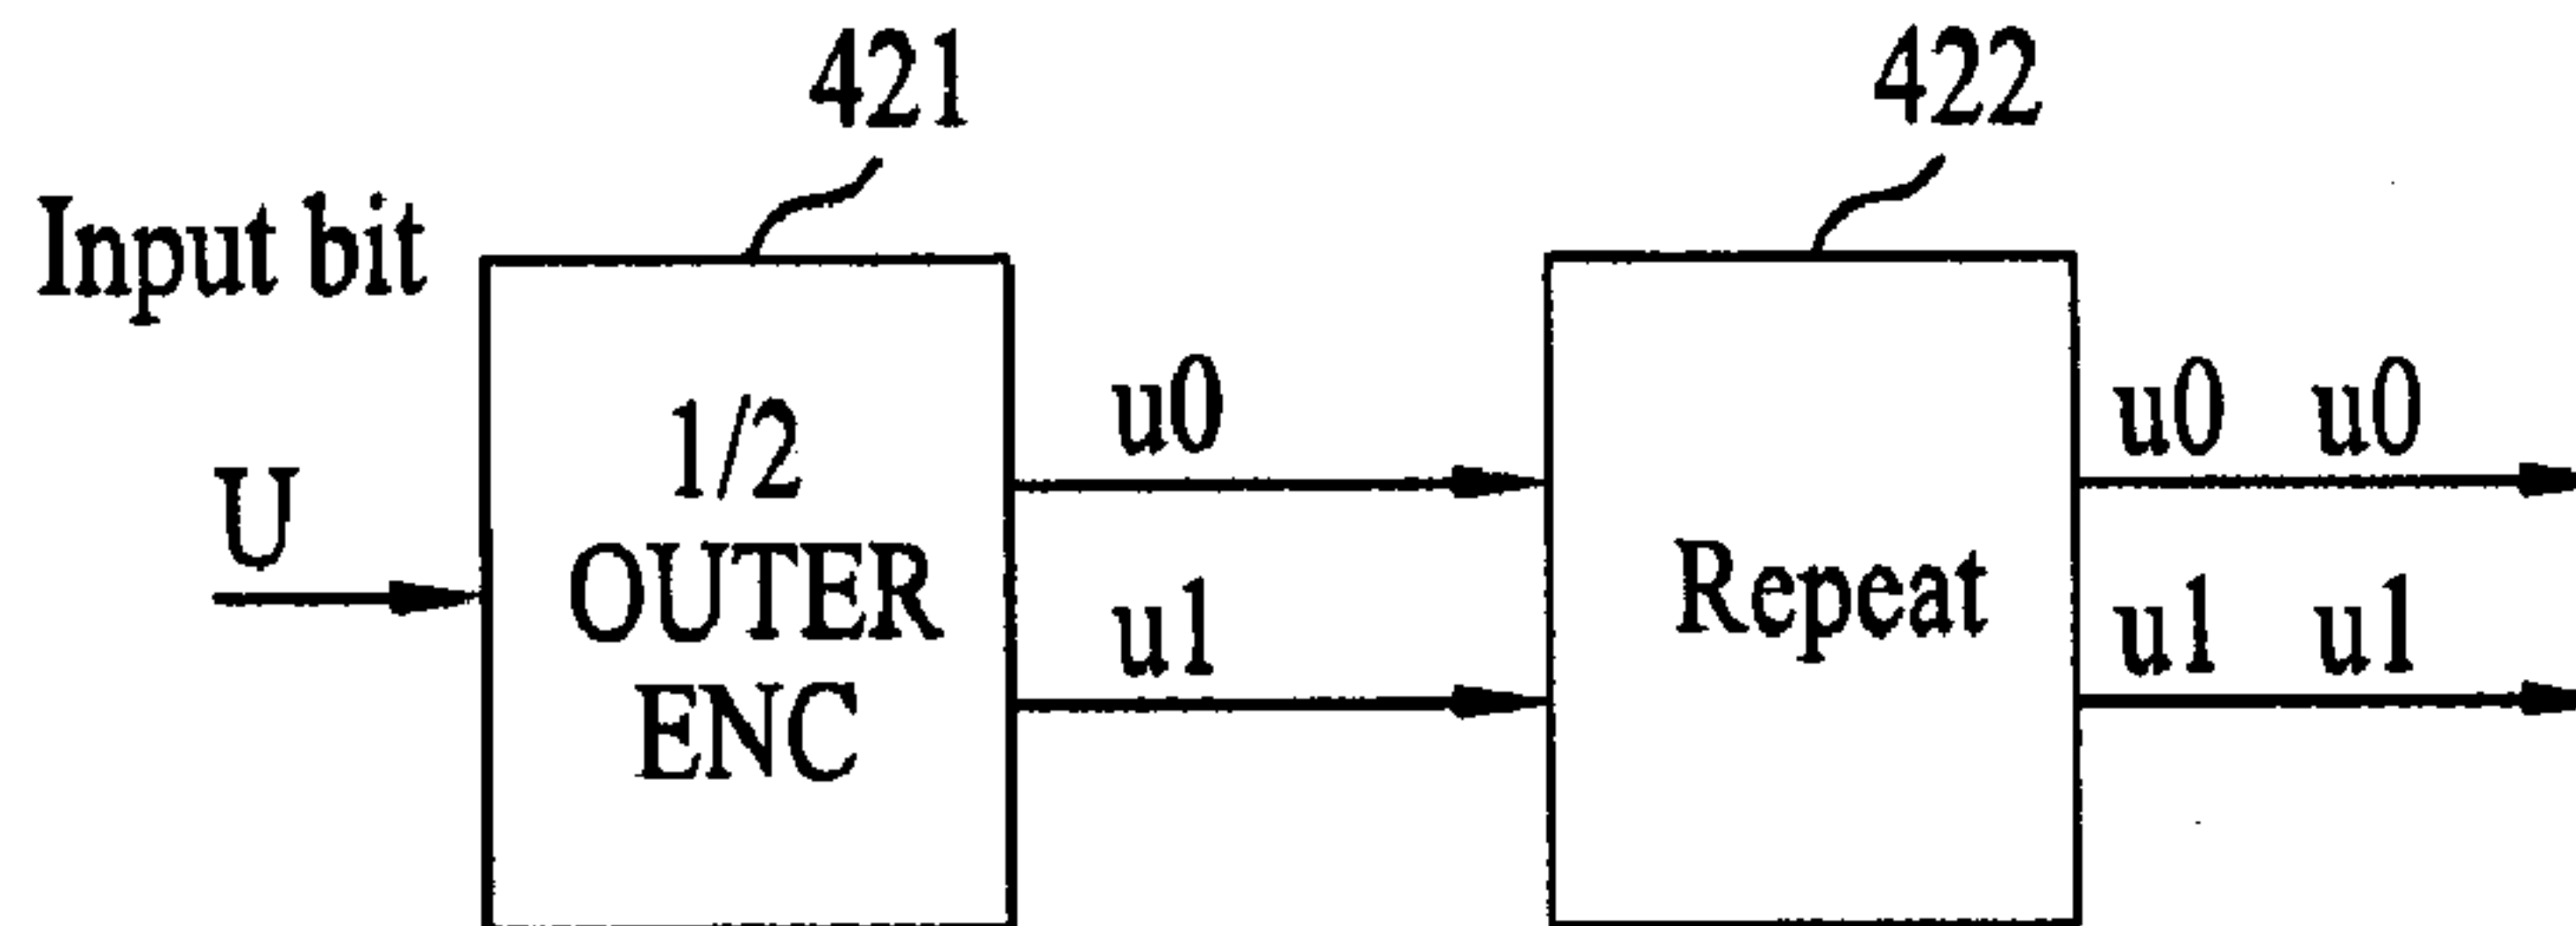 421
422
Input bit
U
1/2
OUTER
ENC
u0
u1
Repeat
u0 u0
u1 u1